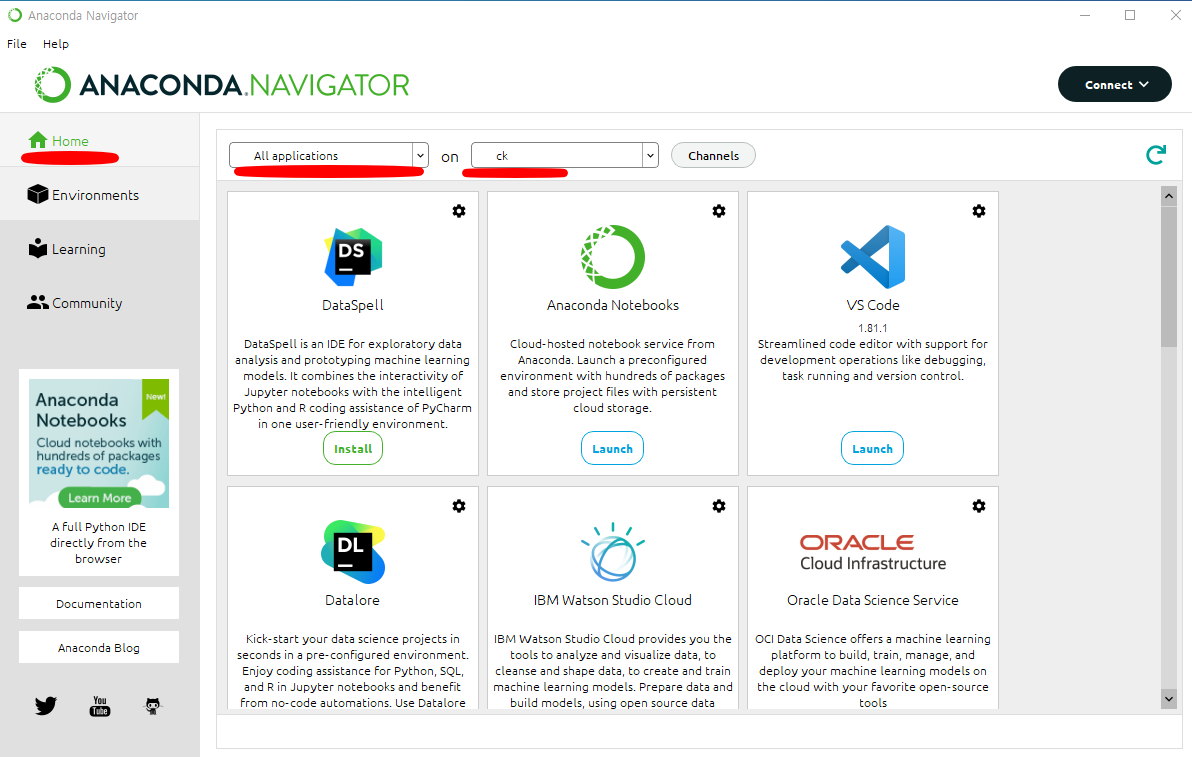 Anaconda Navigator
File Help
ANACONDA.NAVIGATOR
Connect
Home
Environments
Learning
Community
Anaconda
Notebooks
New!
Cloud notebooks with
hundreds of packages
ready to code.
Learn More
A full Python IDE
directly from the
browser
Documentation
Anaconda Blog
You
Tube
All applications on ck Channels
DS
DataSpell
DataSpell is an IDE for exploratory data
analysis and prototyping machine learning
models. It combines the interactivity of
Jupyter notebooks with the intelligent
Python and R coding assistance of PyCharm
in one user-friendly environment.
Install
Anaconda Notebooks
Cloud-hosted notebook service from
Anaconda. Launch a preconfigured
environment with hundreds of packages
and store project files with persistent
cloud storage.
Launch
VS Code
1.81.1
Streamlined code editor with support for
development operations like debugging,
task running and version control.
Launch
DL
Datalore
Kick-start your data science projects in
seconds in a pre-configured environment.
Enjoy coding assistance for Python, SQL,
and R in Jupyter notebooks and benefit
from no-code automations. Use Datalore
IBM Watson Studio Cloud
IBM Watson Studio Cloud provides you the
tools to analyze and visualize data, to
cleanse and shape data, to create and train
machine learning models. Prepare data and
build models, using open source data
ORACLE
Cloud Infrastructure
Oracle Data Science Service
OCI Data Science offers a machine learning
platform to build, train, manage, and
deploy your machine learning models on
the cloud with your favorite open-source
tools